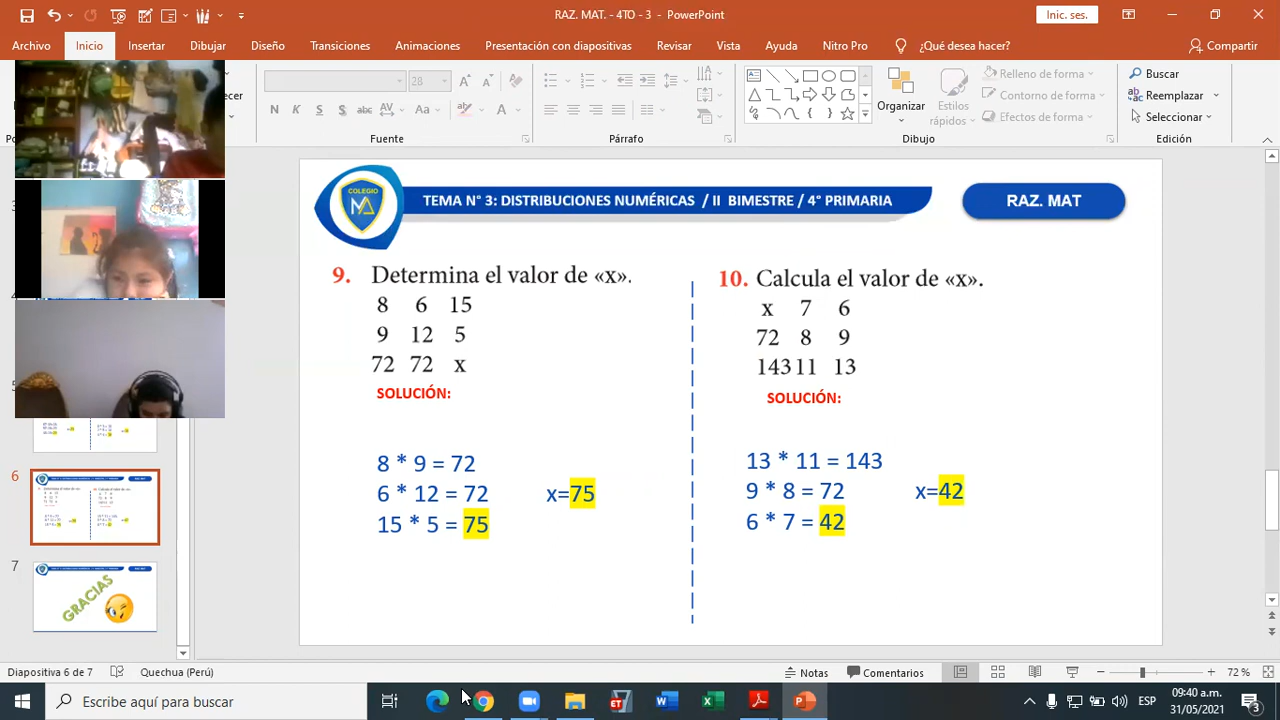 RAZ. MAT. - 4TO - 3 - PowerPoint
Inic. ses.
Archivo Inicio Insertar Dibujar Diseño Transiciones Animaciones Presentación con diapositivas Revisar Vista Ayuda Nitro Pro ¿Qué desea hacer? Compartir
28
Relleno de forma
Contorno de forma
Efectos de forma
Organizar
Estilos
rápidos
Buscar
Reemplazar
Seleccionar
N K S S abc AV Aa A
Fuente Párrafo Dibujo Edición
COLEGIO
TEMA N° 3: DISTRIBUCIONES NUMÉRICAS / II BIMESTRE / 4° PRIMARIA
RAZ. MAT
9. Determina el valor de «x».
8 6 15
9 12 5
72 72 x
SOLUCIÓN:
8 * 9 = 72
6 * 12 = 72 x=75
15 * 5 = 75
10. Calcula el valor de «x».
x 7 6
72 8 9
143 11 13
SOLUCIÓN:
13 * 11 = 143
9 * 8 = 72 x=42
6 * 7 = 42
6
7
GRACIAS
Diapositiva 6 de 7 Quechua (Perú) Notas Comentarios 72 %
Escribe aquí para buscar
ESP
09:40 a.m.
31/05/2021
3